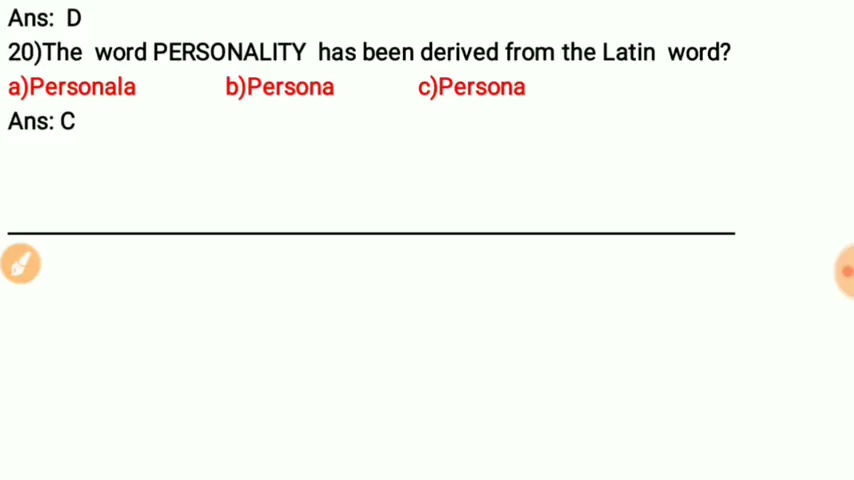 Ans: D
20)The word PERSONALITY has been derived from the Latin word?
a)Personala b)Persona c)Persona
Ans: C